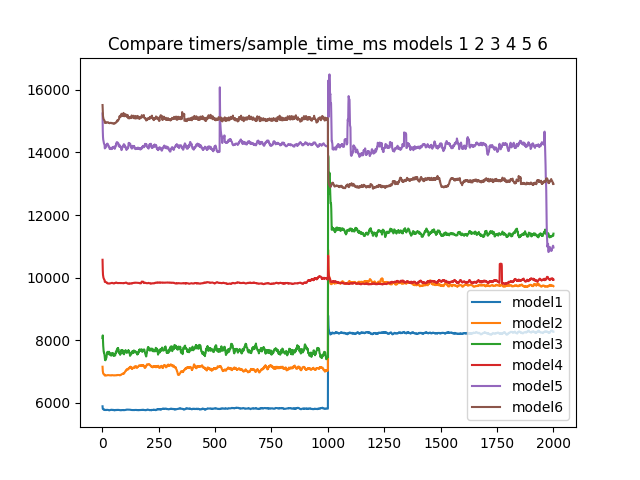 Compare timers/sample_time_ms models 1 2 3 4 5 6
16000
14000
12000
10000
8000
6000
model1
model2
model3
model4
model5
model6
0 250 500 750 1000 1250 1500 1750 2000